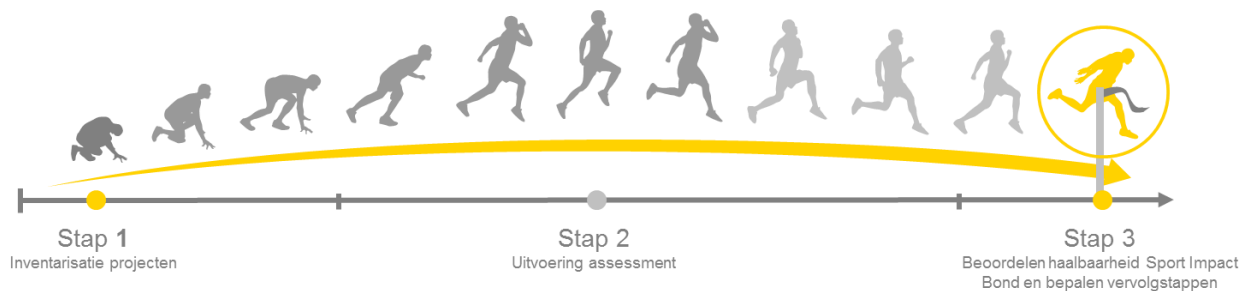 Stap 1
Inventarisatie projecten
Stap 2
Uitvoering assessment
Stap 3
Beoordelen haalbaarheid Sport Impact
Bond en bepalen vervolgstappen